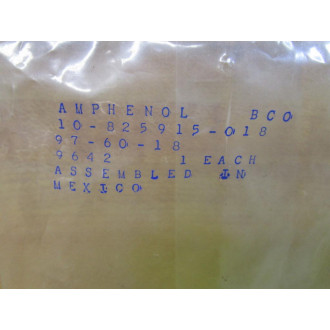 AMPHENOL BCO
10-825915-018
97-60-18
9642 1 EACH
ASSEMBLED IN
MEXICO